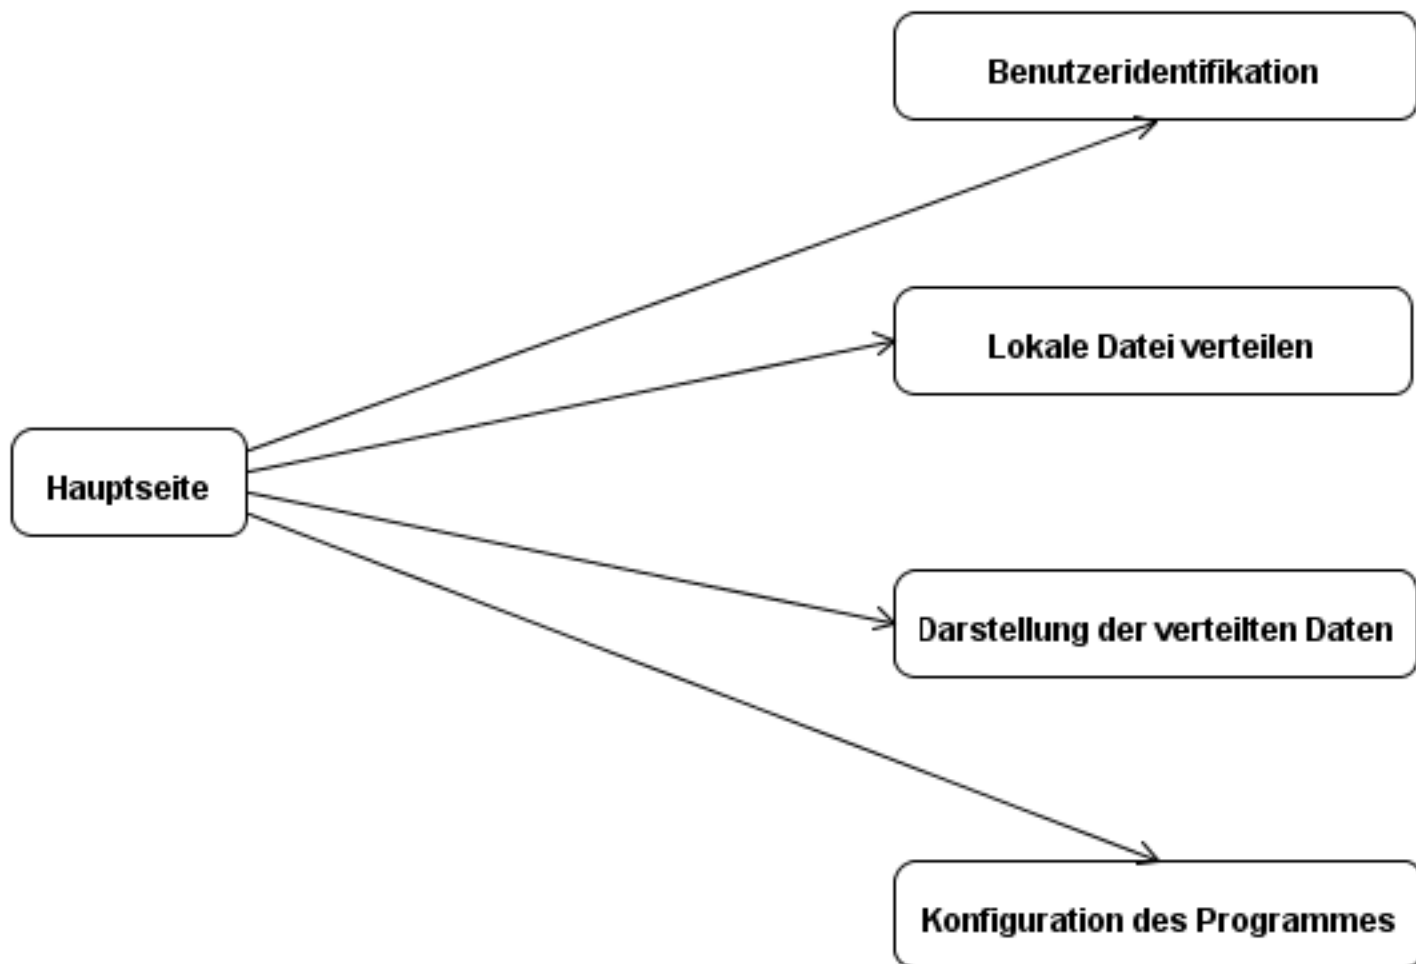 Benutzeridentifikation
Lokale Datei verteilen
Hauptseite
Darstellung der verteilten Daten
Konfiguration des Programmes